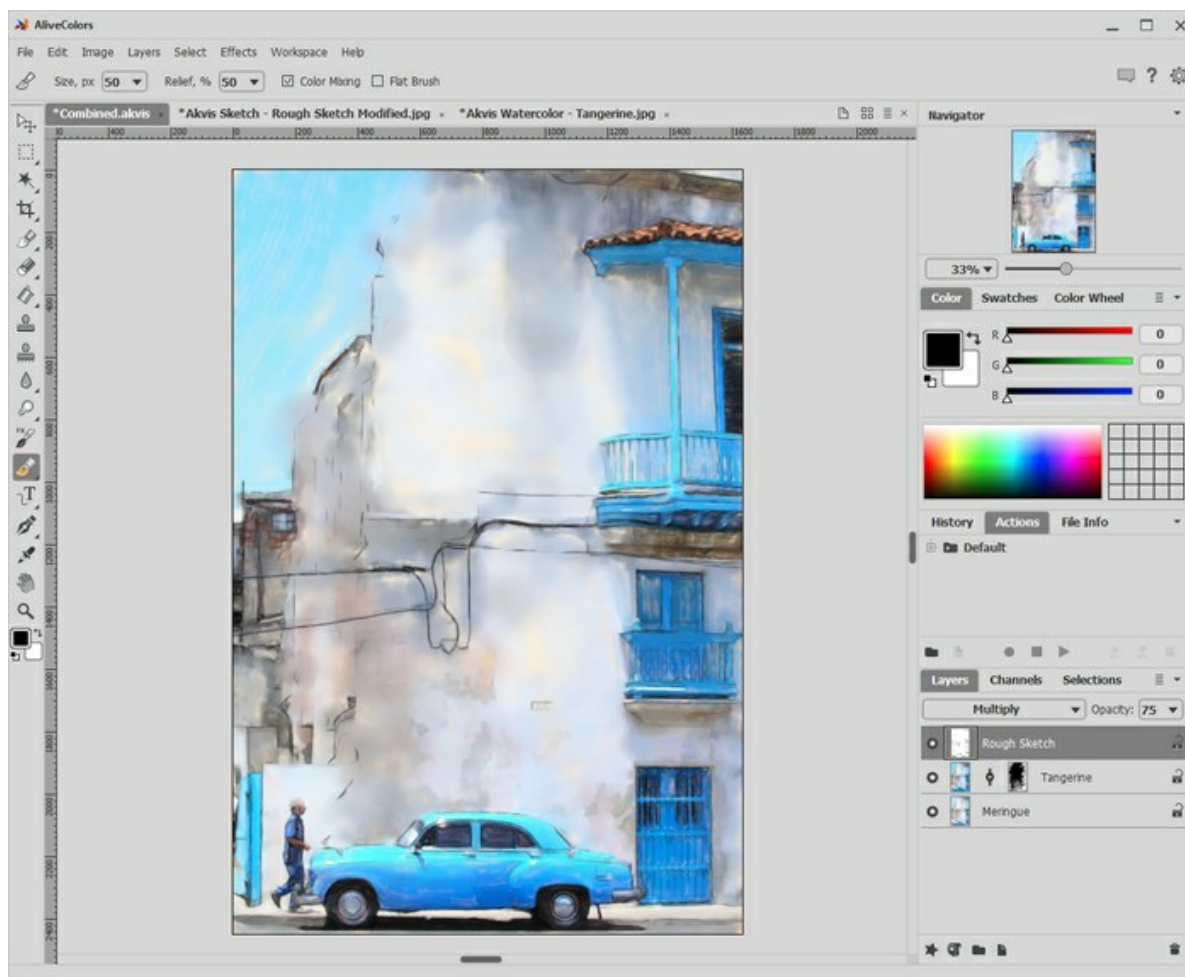 AliveColors
File Edit Image Layers Select Effects Workspace Help
Size, px 50 Relief, % 50 Color Mixing Flat Brush
*Combined.akvis *Akvis Sketch - Rough Sketch Modified.jpg *Akvis Watercolor - Tangerine.jpg
Navigator
33%
Color Swatches Color Wheel
R 0
G 0
B 0
History Actions File Info
Default
Layers Channels Selections
Multiply Opacity: 75
Rough Sketch
Tangerine
Meringue